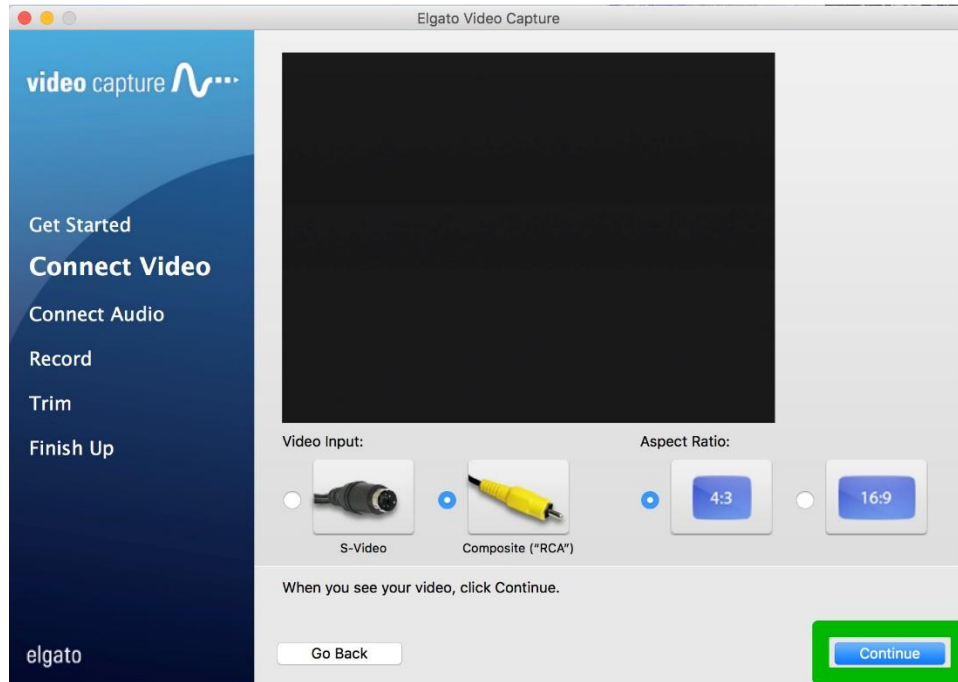 Elgato Video Capture
video capture
Get Started
Connect Video
Connect Audio
Record
Trim
Finish Up
elgato
Video Input:
Aspect Ratio:
4:3
16:9
S-Video
Composite ("RCA")
When you see your video, click Continue.
Go Back
Continue